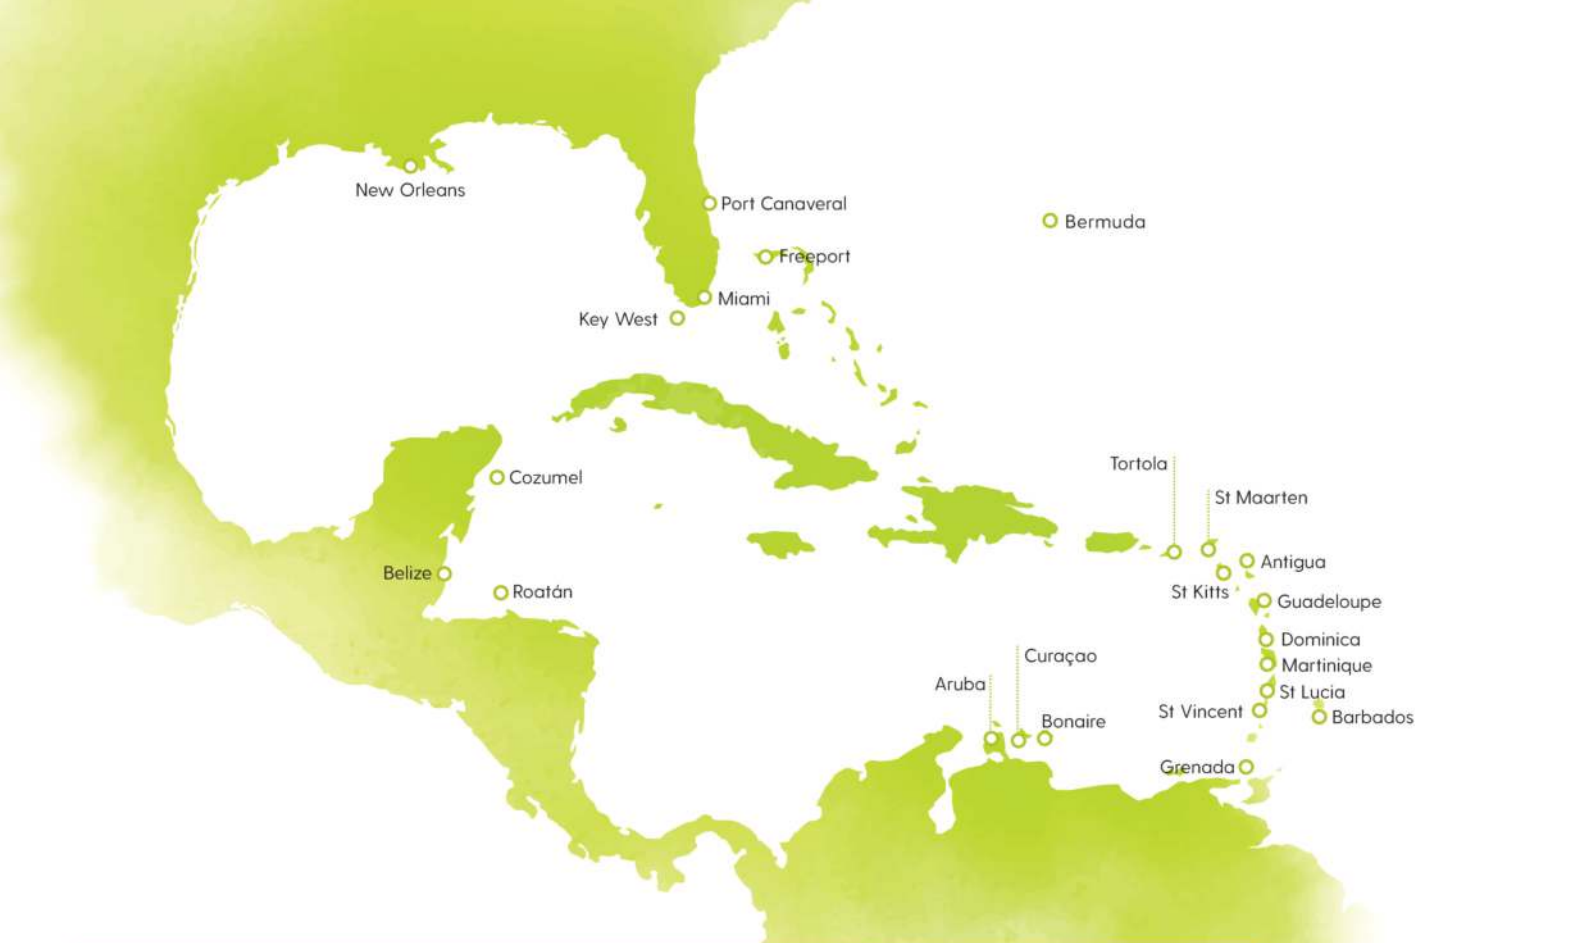 New Orleans
Port Canaveral
Bermuda
Freeport
Miami
Key West
Tortola
Cozumel
St Maarten
Antigua
Belize
Roatán
St Kitts
Guadeloupe
Dominica
Curaçao
Martinique
Aruba
St Lucia
St Vincent
Barbados
Bonaire
Grenada